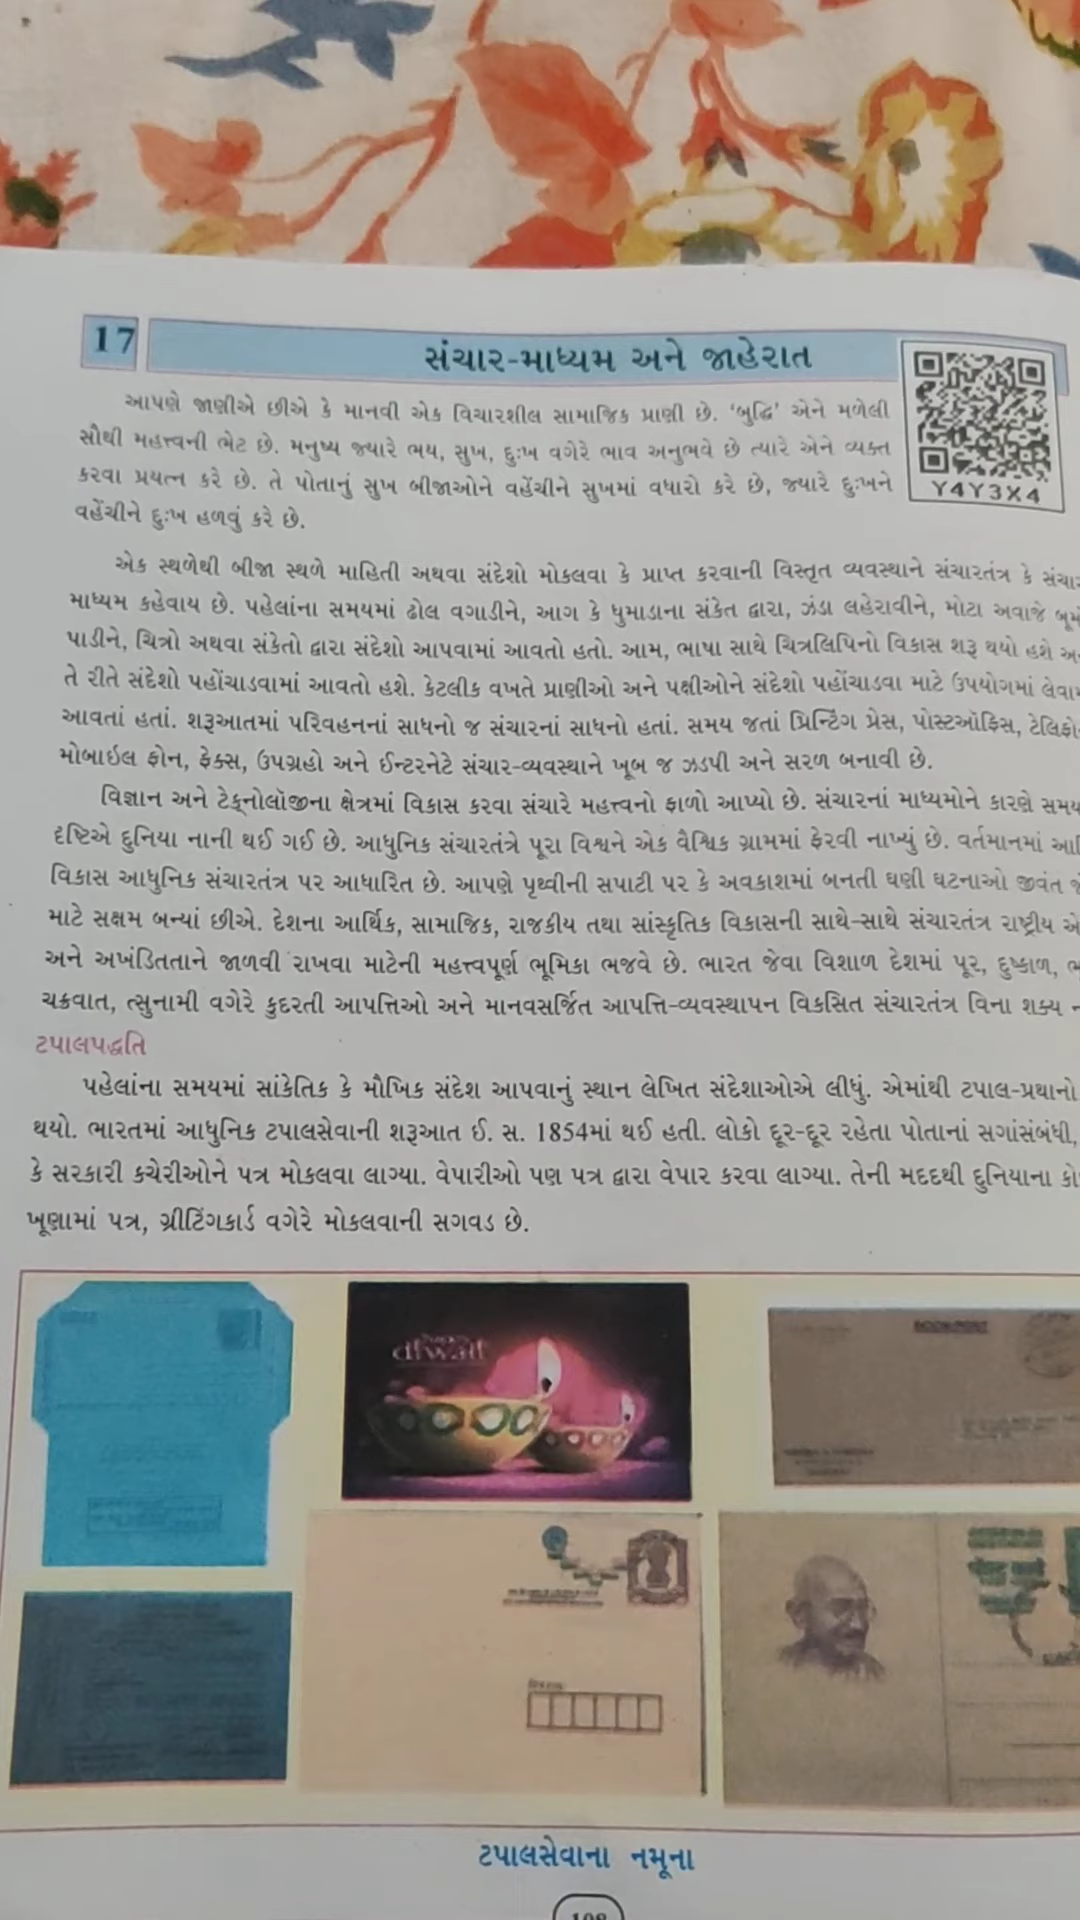 17
સંચાર-માધ્યમ અને જાહેરાત
આપણે જાણીએ છીએ કે માનવી એક વિચારશીલ સામાજિક પ્રાણી છે. ‘બુદ્ધિ’ એને મળેલી
સૌથી મહત્ત્વની ભેટ છે. મનુષ્ય જ્યારે ભય, સુખ, દુઃખ વગેરે ભાવ અનુભવે છે ત્યારે એને વ્યક્ત
કરવા પ્રયત્ન કરે છે. તે પોતાનું સુખ બીજાઓને વહેંચીને સુખમાં વધારો કરે છે, જ્યારે દુઃખને
વહેંચીને દુઃખ હળવું કરે છે.
Y4Y3X4
એક સ્થળેથી બીજા સ્થળે માહિતી અથવા સંદેશો મોકલવા કે પ્રાપ્ત કરવાની વિસ્તૃત વ્યવસ્થાને સંચારતંત્ર કે સંચાર
માધ્યમ કહેવાય છે. પહેલાંના સમયમાં ઢોલ વગાડીને, આગ કે ધુમાડાના સંકેત દ્વારા, ઝંડા લહેરાવીને, મોટા અવાજે
પાડીને, ચિત્રો અથવા સંકેતો દ્વારા સંદેશો આપવામાં આવતો હતો. આમ, ભાષા સાથે ચિત્રલિપિનો વિકાસ શરૂ થયો હશે
તે રીતે સંદેશો પહોંચાડવામાં આવતો હશે. કેટલીક વખતે પ્રાણીઓ અને પક્ષીઓને સંદેશો પહોંચાડવા માટે ઉપયોગમાં
આવતાં હતાં. શરૂઆતમાં પરિવહનનાં સાધનો જ સંચારનાં સાધનો હતાં. સમય જતાં પ્રિન્ટિંગ પ્રેસ, પોસ્ટઑફિસ,
મોબાઇલ ફોન, ફેક્સ, ઉપગ્રહો અને ઈન્ટરનેટે સંચાર-વ્યવસ્થાને ખૂબ જ ઝડપી અને સરળ બનાવી છે.
વિજ્ઞાન અને ટેક્નોલૉજીના ક્ષેત્રમાં વિકાસ કરવા સંચારે મહત્ત્વનો ફાળો આપ્યો છે. સંચારનાં માધ્યમોને કારણે સમય
દૃષ્ટિએ દુનિયા નાની થઈ ગઈ છે. આધુનિક સંચારતંત્રે પૂરા વિશ્વને એક વૈશ્વિક ગ્રામમાં ફેરવી નાખ્યું છે. વર્તમાનમાં
વિકાસ આધુનિક સંચારતંત્ર પર આધારિત છે. આપણે પૃથ્વીની સપાટી પર કે અવકાશમાં બનતી ઘણી ઘટનાઓ જીવંત
માટે સક્ષમ બન્યાં છીએ. દેશના આર્થિક, સામાજિક, રાજકીય તથા સાંસ્કૃતિક વિકાસની સાથે-સાથે સંચારતંત્ર રાષ્ટ્રીય
અને અખંડિતતાને જાળવી રાખવા માટેની મહત્ત્વપૂર્ણ ભૂમિકા ભજવે છે. ભારત જેવા વિશાળ દેશમાં પૂર, દુષ્કાળ,
ચક્રવાત, ત્સુનામી વગેરે કુદરતી આપત્તિઓ અને માનવસર્જિત આપત્તિ-વ્યવસ્થાપન વિકસિત સંચારતંત્ર વિના શક્ય
ટપાલપદ્ધતિ
પહેલાંના સમયમાં સાંકેતિક કે મૌખિક સંદેશ આપવાનું સ્થાન લેખિત સંદેશાઓએ લીધું. એમાંથી ટપાલ-પ્રથાનો
થયો. ભારતમાં આધુનિક ટપાલસેવાની શરૂઆત ઈ. સ. 1854માં થઈ હતી. લોકો દૂર-દૂર રહેતા પોતાનાં સગાંસંબંધી,
કે સરકારી કચેરીઓને પત્ર મોકલવા લાગ્યા. વેપારીઓ પણ પત્ર દ્વારા વેપાર કરવા લાગ્યા. તેની મદદથી દુનિયાના
ખૂણામાં પત્ર, ગ્રીટિંગકાર્ડ વગેરે મોકલવાની સગવડ છે.
diwali
BOOK-POST
ટપાલસેવાના નમૂના